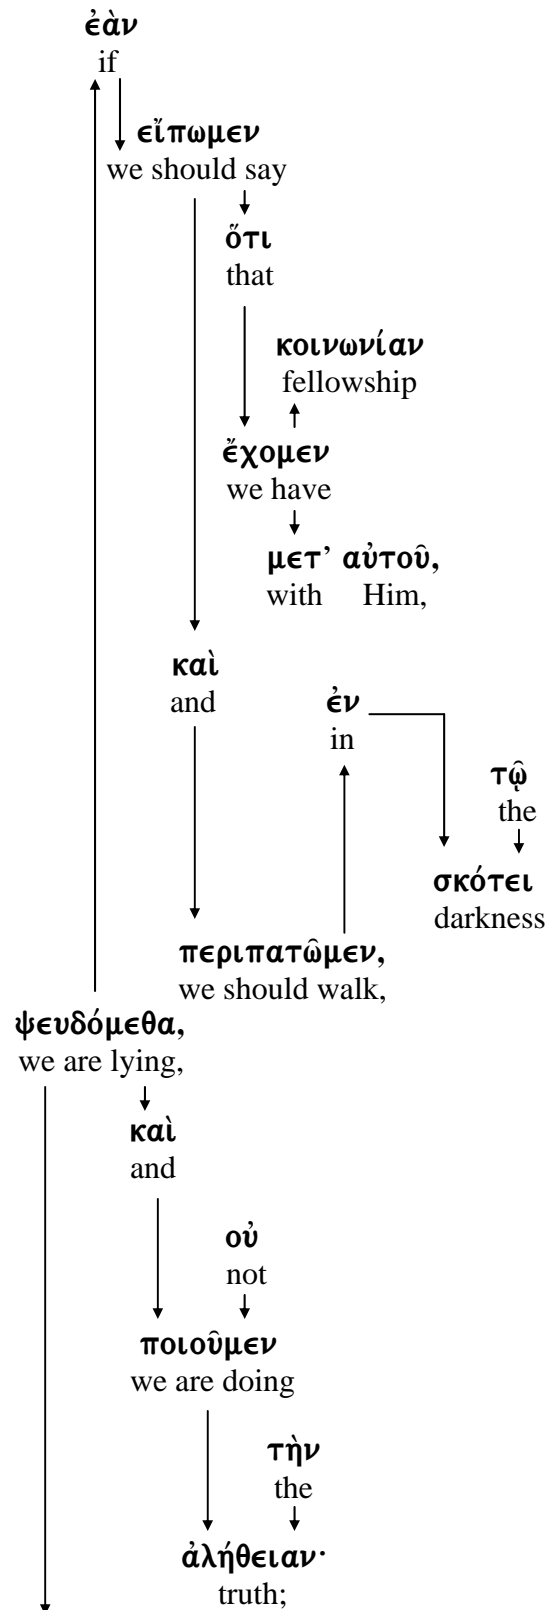 ἐὰν
if
εἴπωμεν
we should say
ὅτι
that
κοινωνίαν
fellowship
ἔχομεν
we have
μετ’ αὐτοῦ,
with Him,
καὶ
and
ἐν
in
τῷ
the
σκότει
darkness
περιπατῶμεν,
we should walk,
ψευδόμεθα,
we are lying,
καὶ
and
οὐ
not
ποιοῦμεν
we are doing
τὴν
the
ἀλήθειαν·
truth;